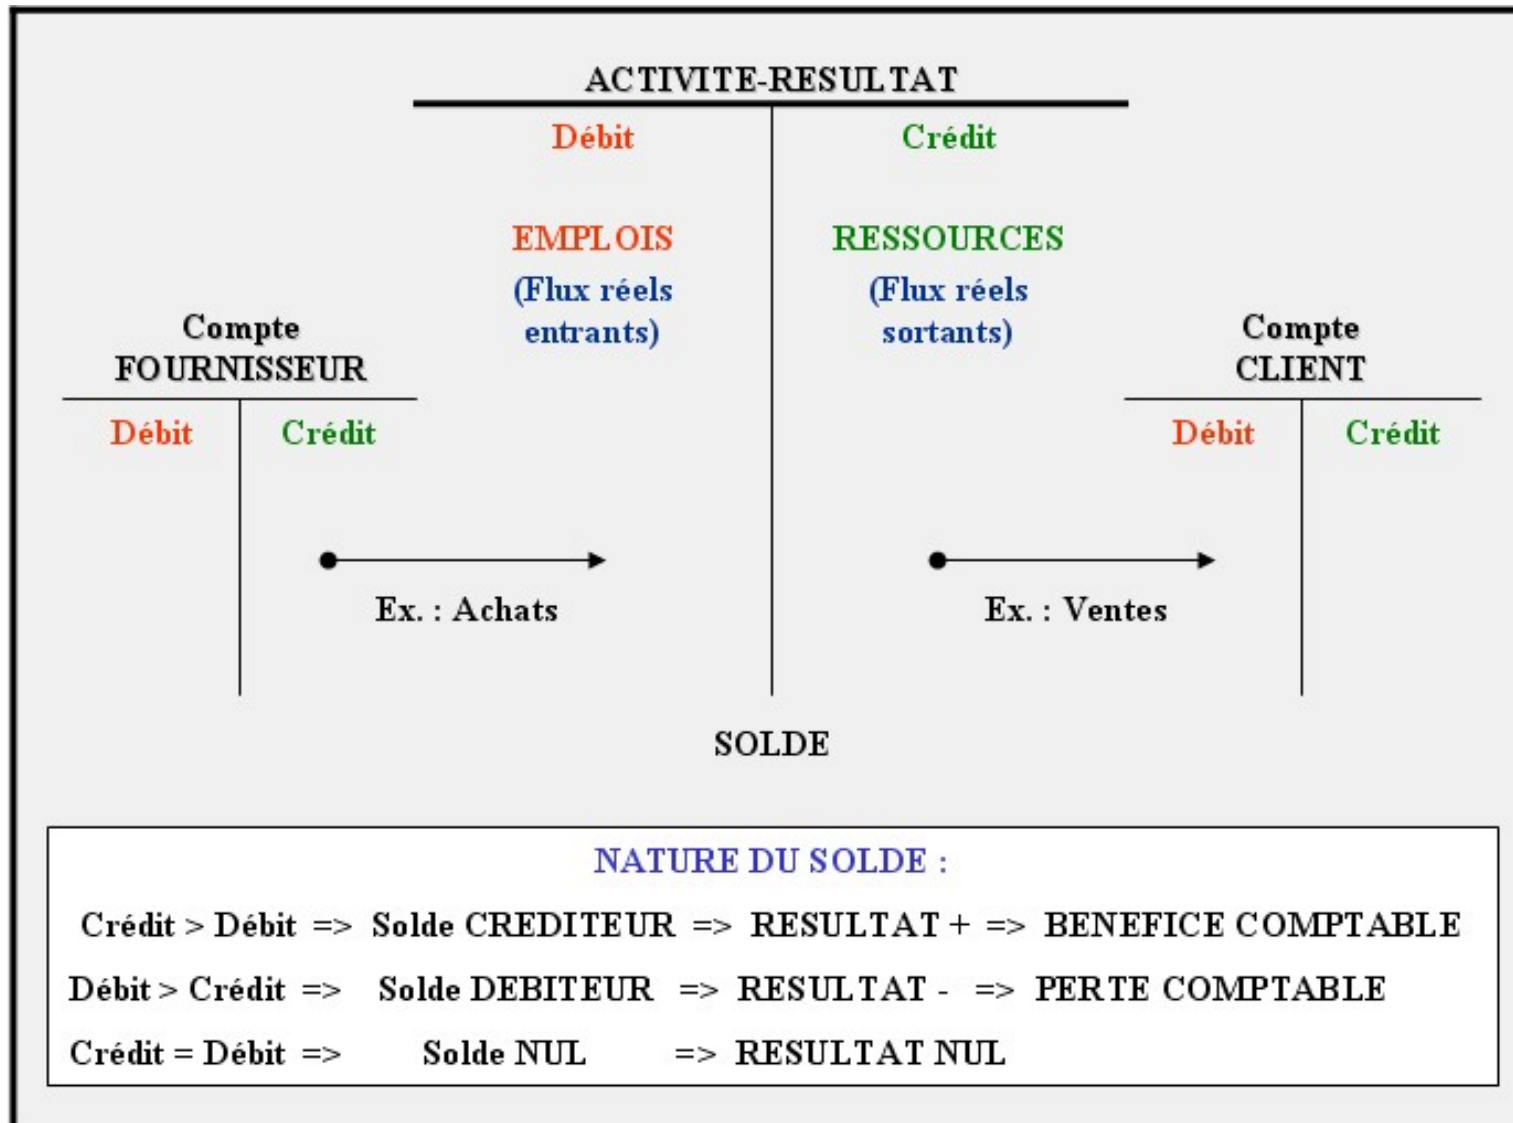 ACTIVITE-RESULTAT
Débit
Crédit
EMPLOIS
(Flux réels
entrants)
RESSOURCES
(Flux réels
sortants)
Compte
FOURNISSEUR
Débit
Crédit
Compte
CLIENT
Débit
Crédit
Ex. : Achats
Ex. : Ventes
SOLDE
NATURE DU SOLDE :
Crédit > Débit => Solde CREDITEUR => RESULTAT + => BENEFICE COMPTABLE
Débit > Crédit => Solde DEBITEUR => RESULTAT - => PERTE COMPTABLE
Crédit = Débit => Solde NUL => RESULTAT NUL